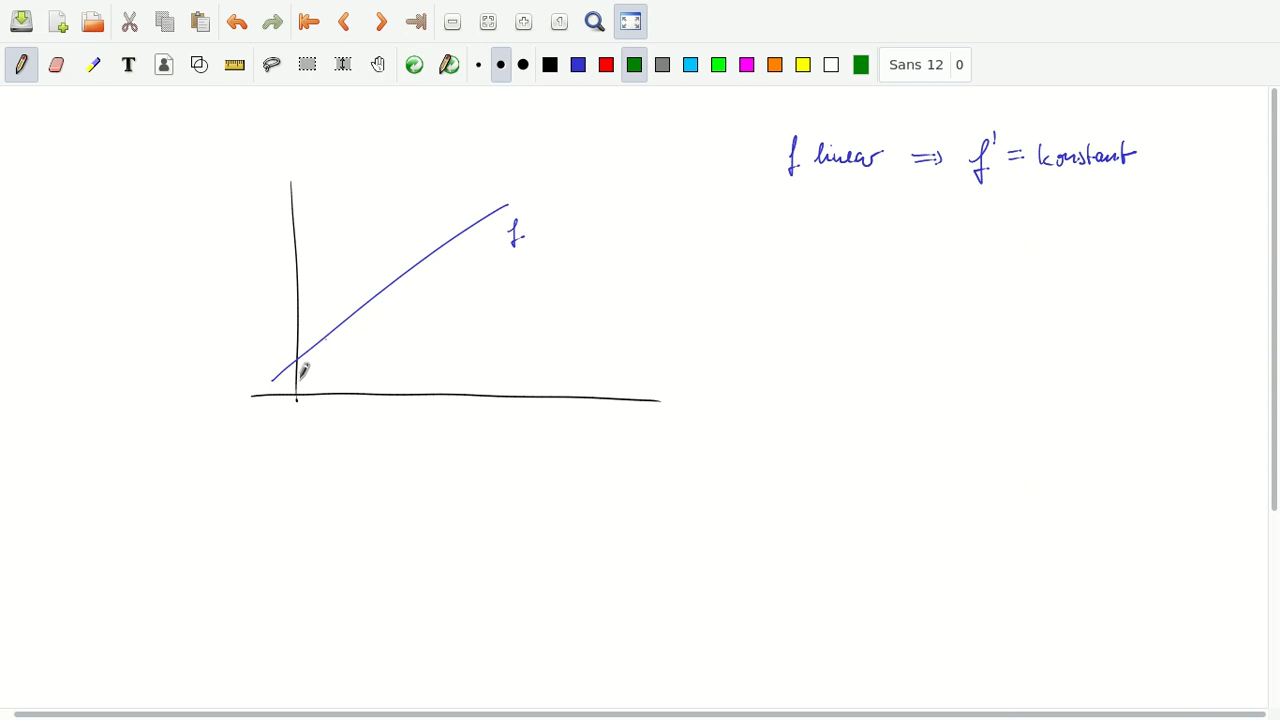 Sans 12 0
f linear ⇒ f' = konstant
f